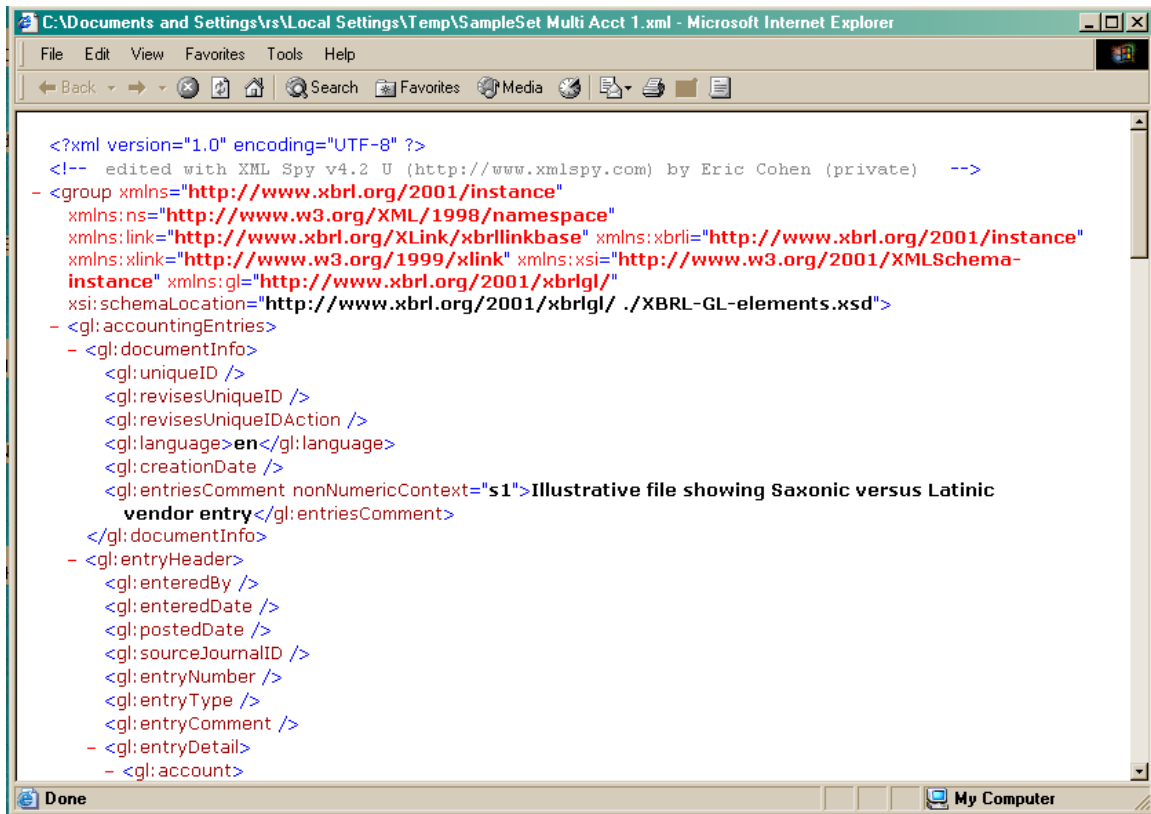 C:\Documents and Settings\rs\Local Settings\Temp\SampleSet Multi Acct 1.xml - Microsoft Internet Explorer
File Edit View Favorites Tools Help
Back Search Favorites Media
<?xml version="1.0" encoding="UTF-8" ?>
<!-- edited with XML Spy v4.2 U (http://www.xmlspy.com) by Eric Cohen (private) -->
- <group xmlns="http://www.xbrl.org/2001/instance"
xmlns:ns="http://www.w3.org/XML/1998/namespace"
xmlns:link="http://www.xbrl.org/XLink/xbrllinkbase" xmlns:xbrli="http://www.xbrl.org/2001/instance"
xmlns:xlink="http://www.w3.org/1999/xlink" xmlns:xsi="http://www.w3.org/2001/XMLSchema-
instance" xmlns:gl="http://www.xbrl.org/2001/xbrlgl/"
xsi:schemaLocation="http://www.xbrl.org/2001/xbrlgl/ ./XBRL-GL-elements.xsd">
- <gl:accountingEntries>
- <gl:documentInfo>
<gl:uniqueID />
<gl:revisesUniqueID />
<gl:revisesUniqueIDAction />
<gl:language>en</gl:language>
<gl:creationDate />
<gl:entriesComment nonNumericContext="s1">Illustrative file showing Saxonic versus Latinic
vendor entry</gl:entriesComment>
</gl:documentInfo>
- <gl:entryHeader>
<gl:enteredBy />
<gl:enteredDate />
<gl:postedDate />
<gl:sourceJournalID />
<gl:entryNumber />
<gl:entryType />
<gl:entryComment />
- <gl:entryDetail>
- <gl:account>
Done My Computer